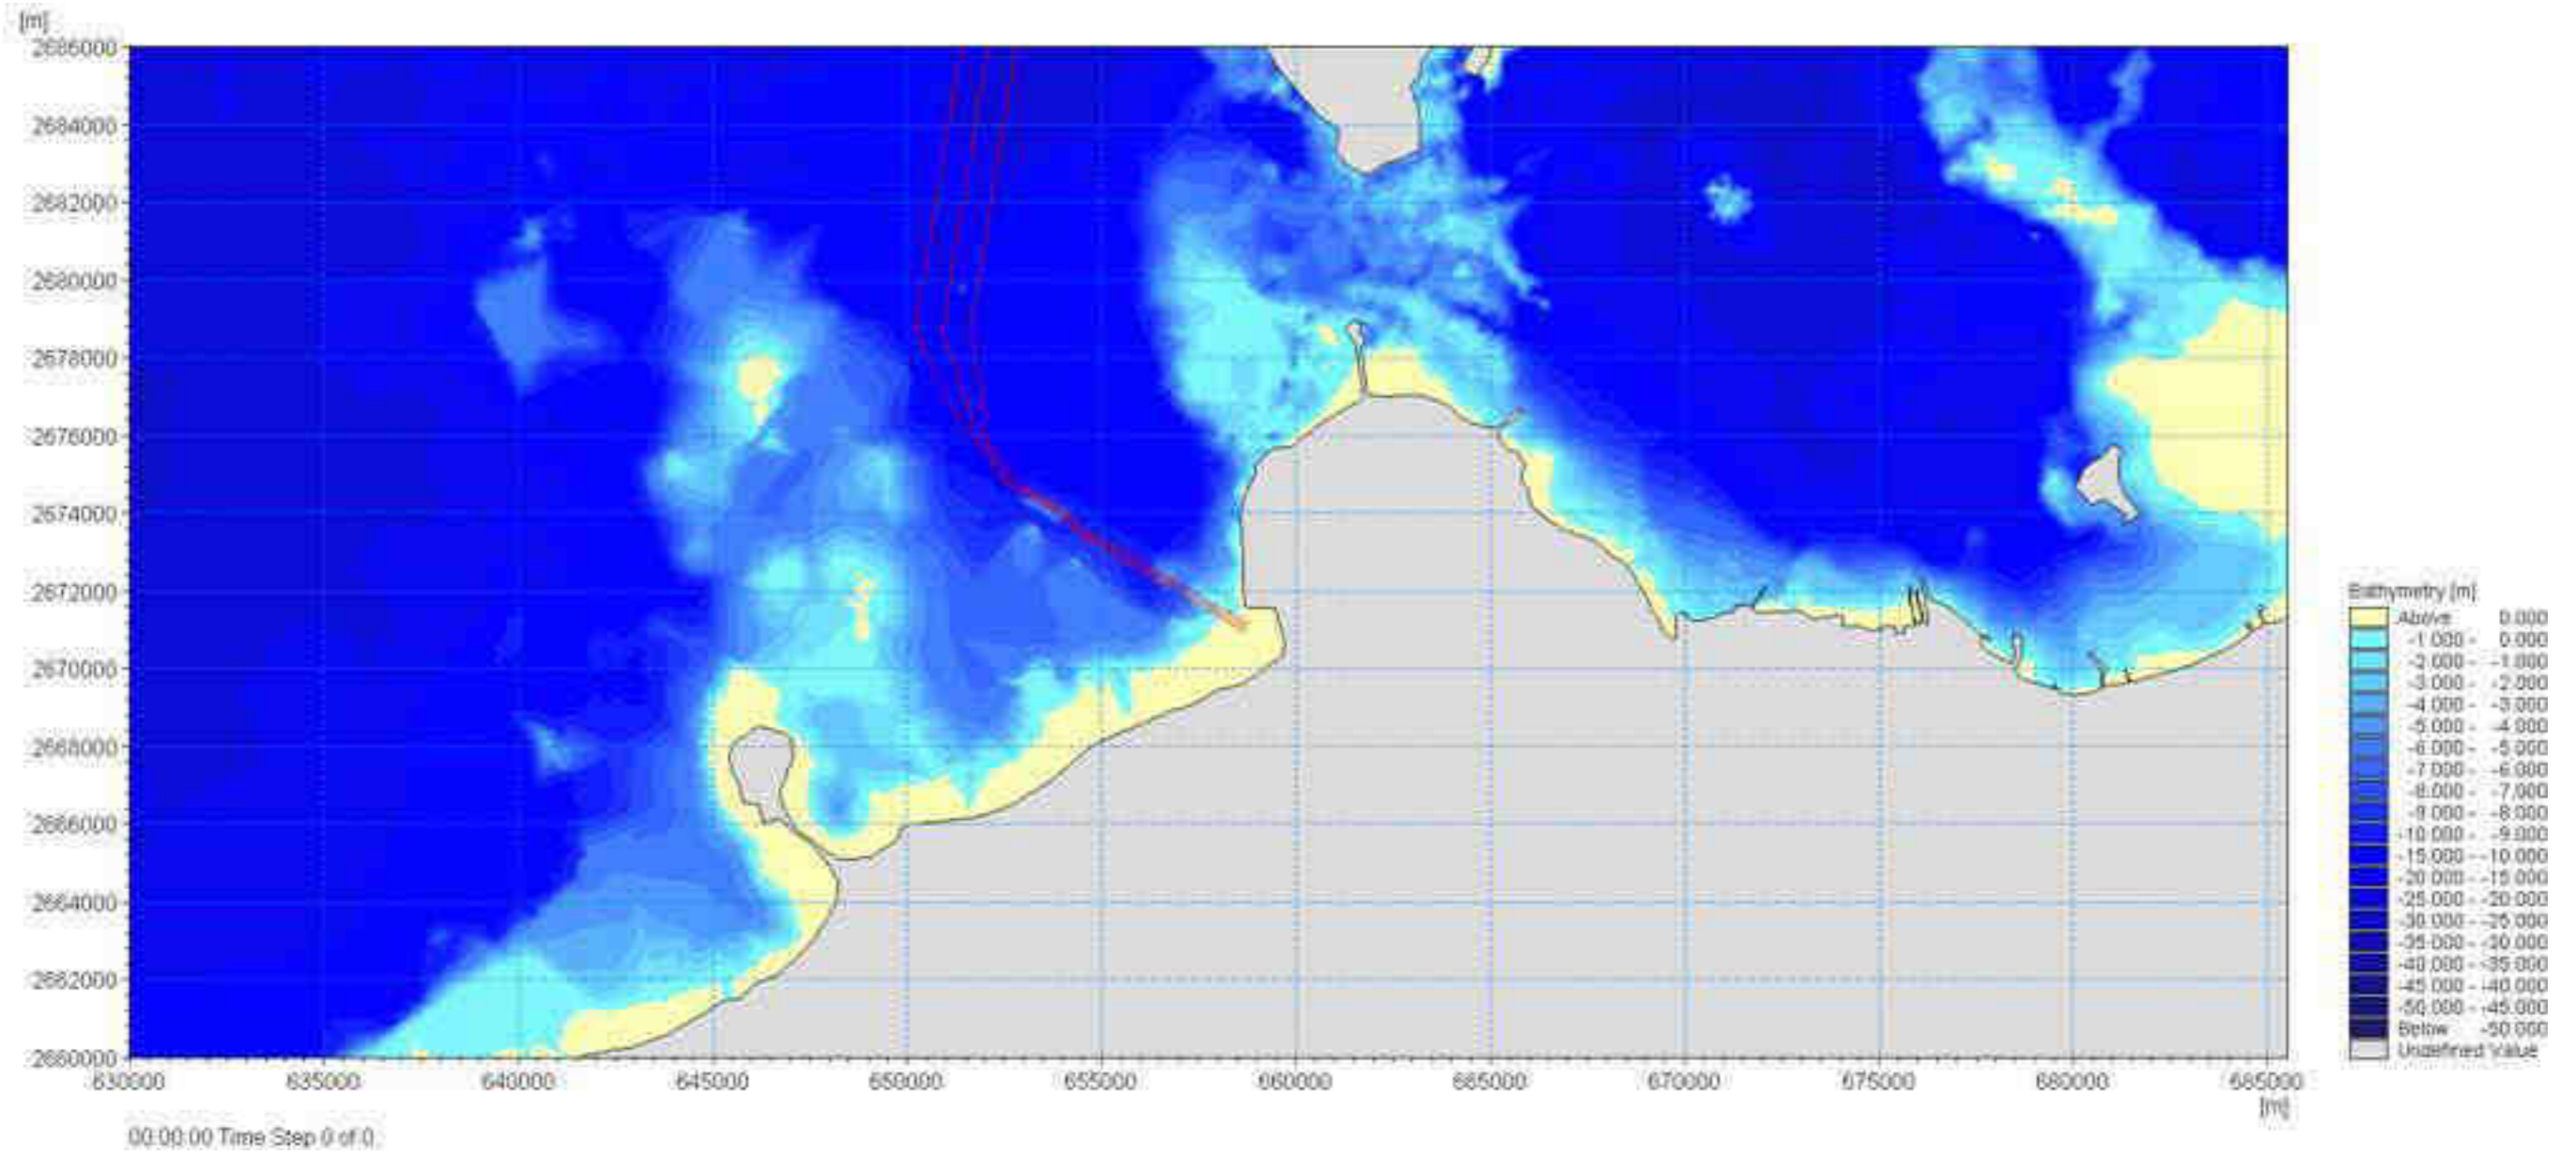 [m]
2686000
2684000
2682000
2680000
2678000
2676000
2674000
2672000
2670000
2668000
2666000
2664000
2662000
2660000
630000 635000 640000 645000 650000 655000 660000 665000 670000 675000 680000 685000
[m]
00:00:00 Time Step 0 of 0.
Bathymetry [m]
Above 0.000
-1.000 - 0.000
-2.000 - -1.000
-3.000 - -2.000
-4.000 - -3.000
-5.000 - -4.000
-6.000 - -5.000
-7.000 - -6.000
-8.000 - -7.000
-9.000 - -8.000
-10.000 - -9.000
-15.000 - -10.000
-20.000 - -15.000
-25.000 - -20.000
-30.000 - -25.000
-35.000 - -30.000
-40.000 - -35.000
-45.000 - -40.000
-50.000 - -45.000
Below -50.000
Undefined Value